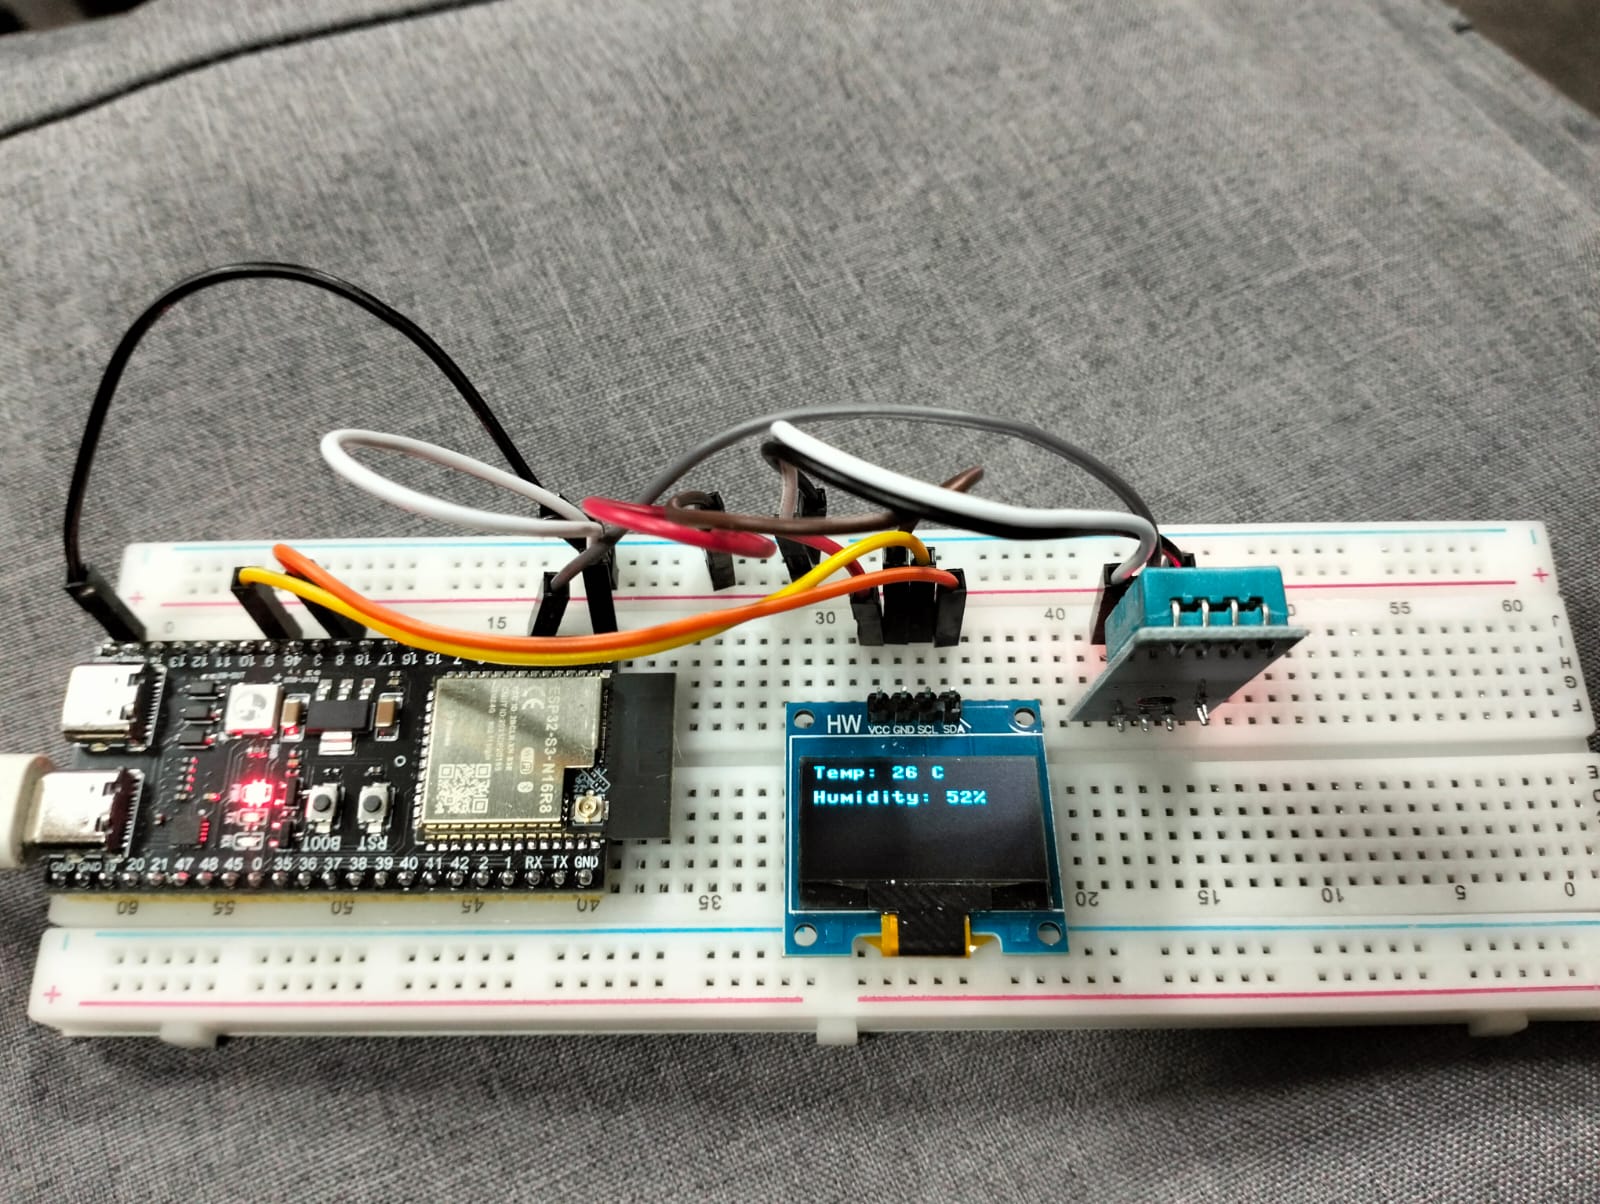 15
30
40
55
60
0
13 12 11 10 9 46 3 8 18 17 16 15 7
ESP32-S3-N16R8
HW
VCC GND SCL SDA
Temp: 26 C
Humidity: 52%
BOOT RST
GND GND 20 21 47 48 45 0 35 36 37 38 39 40 41 42 2 1 RX TX GND
60 55 50 45 40 35 20 15 10 5 0
J
I
H
G
F
E